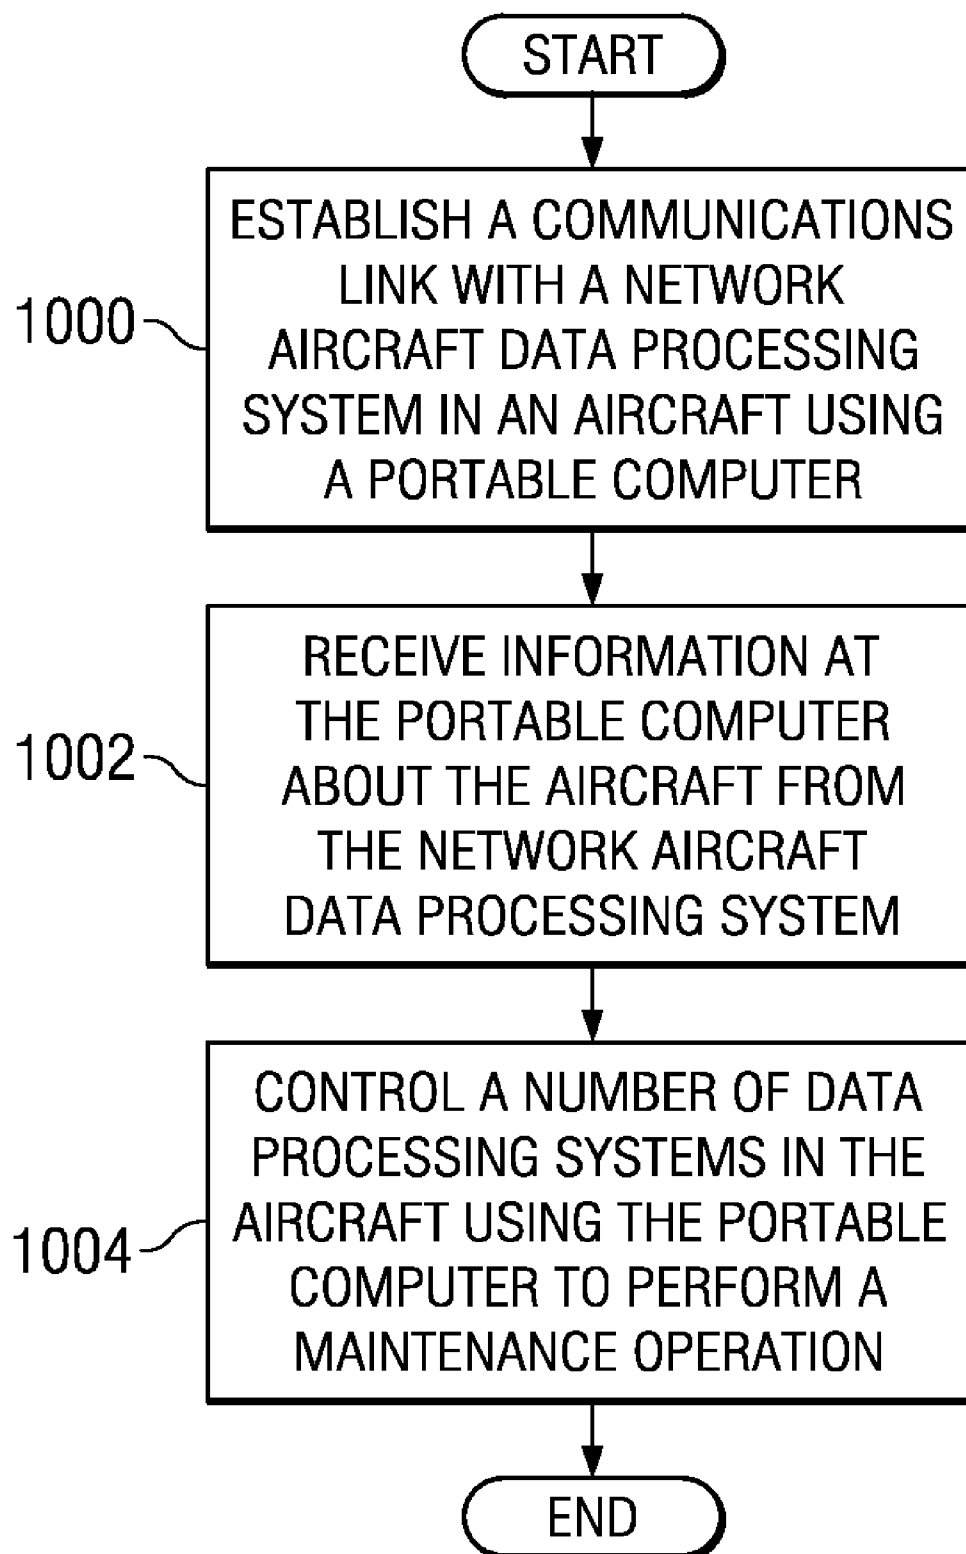 START
ESTABLISH A COMMUNICATIONS
LINK WITH A NETWORK
1000
AIRCRAFT DATA PROCESSING
SYSTEM IN AN AIRCRAFT USING
A PORTABLE COMPUTER
RECEIVE INFORMATION AT
THE PORTABLE COMPUTER
1002
ABOUT THE AIRCRAFT FROM
THE NETWORK AIRCRAFT
DATA PROCESSING SYSTEM
CONTROL A NUMBER OF DATA
PROCESSING SYSTEMS IN THE
AIRCRAFT USING THE PORTABLE
1004
COMPUTER TO PERFORM A
MAINTENANCE OPERATION
END